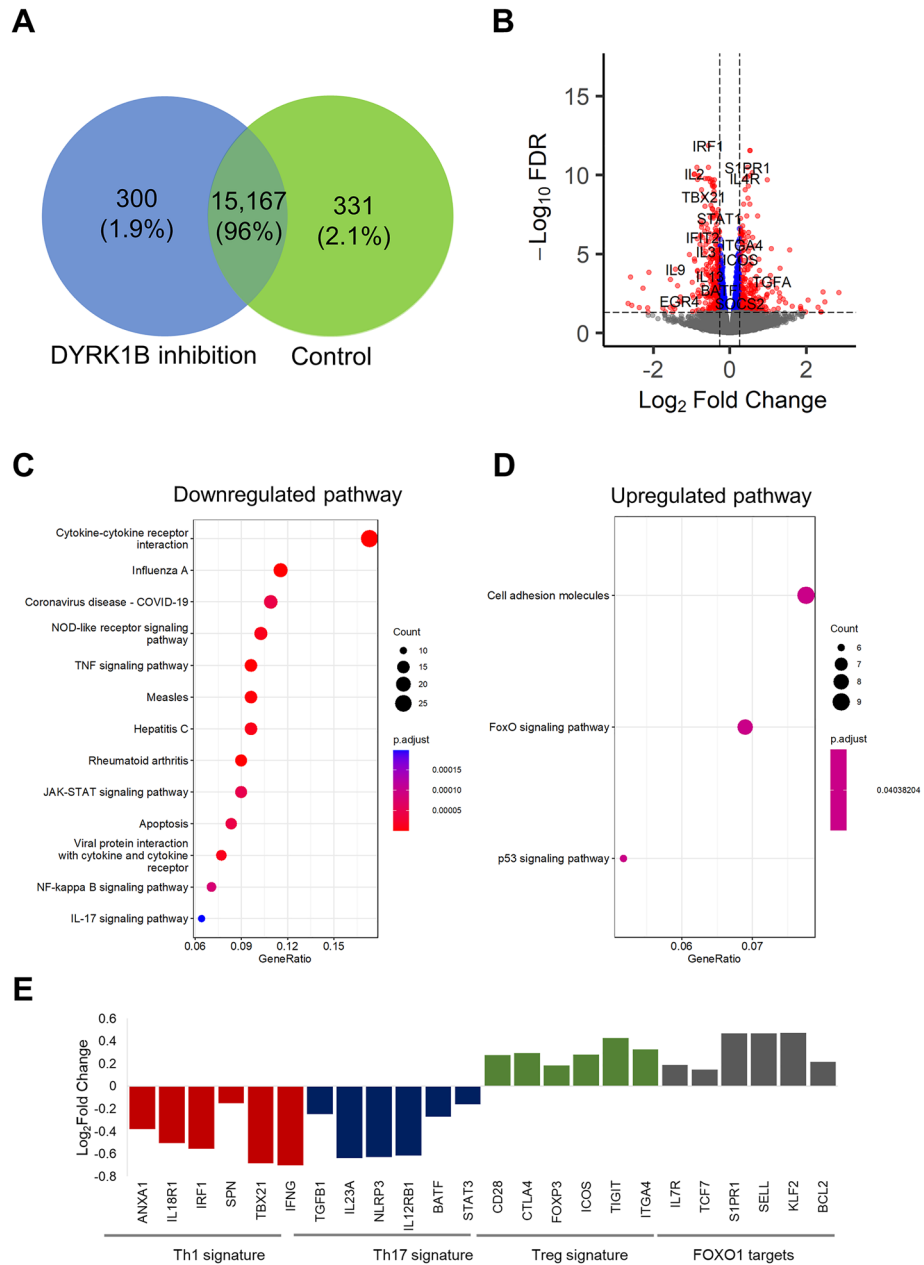 A
300
(1.9%)
15,167
(96%)
331
(2.1%)
DYRK1B inhibition
Control
B
−Log10 FDR
15
10
5
0
IRF1
S1PR1
IL2
IL4R
TBX21
STAT1
IFIT2
ITGA4
IL3
ICOS
IL9
IL13
TGFA
BATF
EGR4
SOCS2
-2
0
2
Log2 Fold Change
C
Downregulated pathway
Cytokine-cytokine receptor
interaction
Influenza A
Coronavirus disease - COVID-19
NOD-like receptor signaling
pathway
TNF signaling pathway
Measles
Hepatitis C
Rheumatoid arthritis
JAK-STAT signaling pathway
Apoptosis
Viral protein interaction
with cytokine and cytokine
receptor
NF-kappa B signaling pathway
IL-17 signaling pathway
0.06
0.09
0.12
0.15
GeneRatio
Count
10
15
20
25
p.adjust
0.00015
0.00010
0.00005
D
Upregulated pathway
Cell adhesion molecules
FoxO signaling pathway
p53 signaling pathway
0.06
0.07
GeneRatio
Count
6
7
8
9
p.adjust
0.04038204
E
Log2Fold Change
0.6
0.4
0.2
0
-0.2
-0.4
-0.6
-0.8
ANXA1
IL18R1
IRF1
SPN
TBX21
IFNG
TGFB1
IL23A
NLRP3
IL12RB1
BATF
STAT3
CD28
CTLA4
FOXP3
ICOS
TIGIT
ITGA4
IL7R
TCF7
S1PR1
SELL
KLF2
BCL2
Th1 signature
Th17 signature
Treg signature
FOXO1 targets